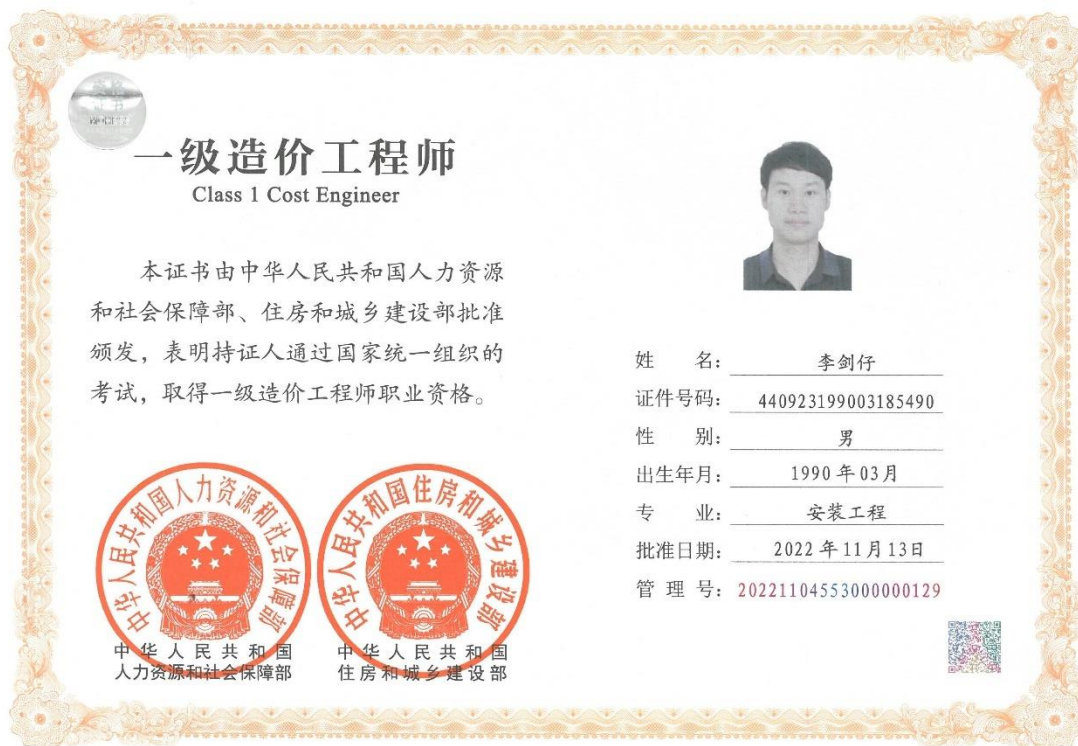 一级造价工程师
Class 1 Cost Engineer
本证书由中华人民共和国人力资源
和社会保障部、住房和城乡建设部批准
颁发，表明持证人通过国家统一组织的
考试，取得一级造价工程师职业资格。
中华人民共和国人力资源和社会保障部
中华人民共和国住房和城乡建设部
中华人民共和国
人力资源和社会保障部
中华人民共和国
住房和城乡建设部
姓 名：李剑仔
证件号码：440923199003185490
性 别：男
出生年月：1990年03月
专 业：安装工程
批准日期：2022年11月13日
管 理 号：20221104553000000129